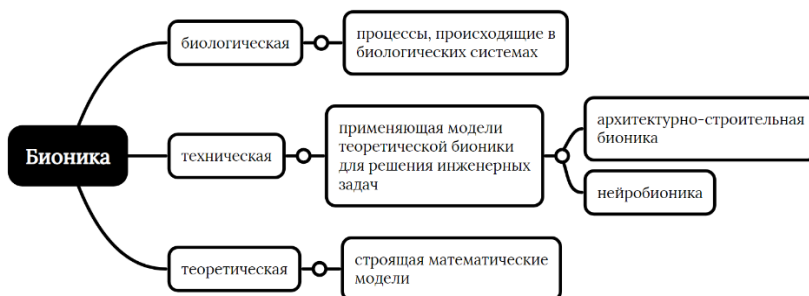 Бионика
биологическая
процессы, происходящие в
биологических системах
техническая
применяющая модели
теоретической бионики
для решения инженерных
задач
архитектурно-строительная
бионика
нейробионика
теоретическая
строящая математические
модели